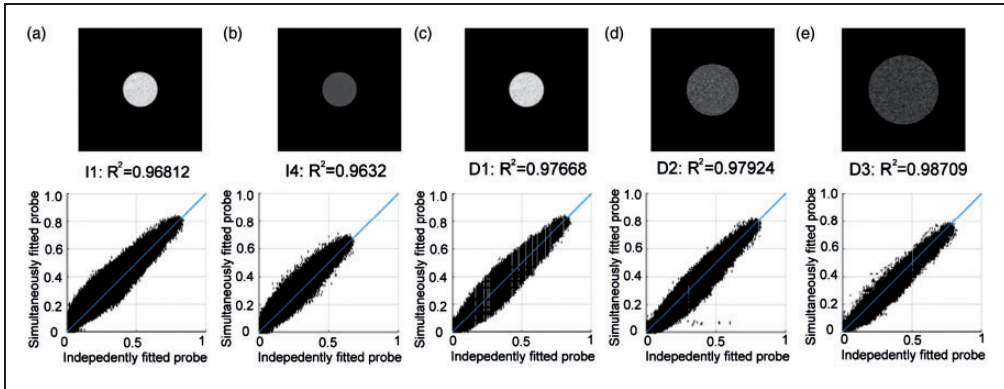 (a) (b) (c) (d) (e)
I1: R²=0.96812 I4: R²=0.9632 D1: R²=0.97668 D2: R²=0.97924 D3: R²=0.98709
Simultaneously fitted probe
1.0
0.8
0.6
0.4
0.2
0
0 0.5 1
Indepedently fitted probe
Simultaneously fitted probe
1.0
0.8
0.6
0.4
0.2
0
0 0.5 1
Indepedently fitted probe
Simultaneously fitted probe
1.0
0.8
0.6
0.4
0.2
0
0 0.5 1
Indepedently fitted probe
Simultaneously fitted probe
1.0
0.8
0.6
0.4
0.2
0
0 0.5 1
Indepedently fitted probe
Simultaneously fitted probe
1.0
0.8
0.6
0.4
0.2
0
0 0.5 1
Indepedently fitted probe